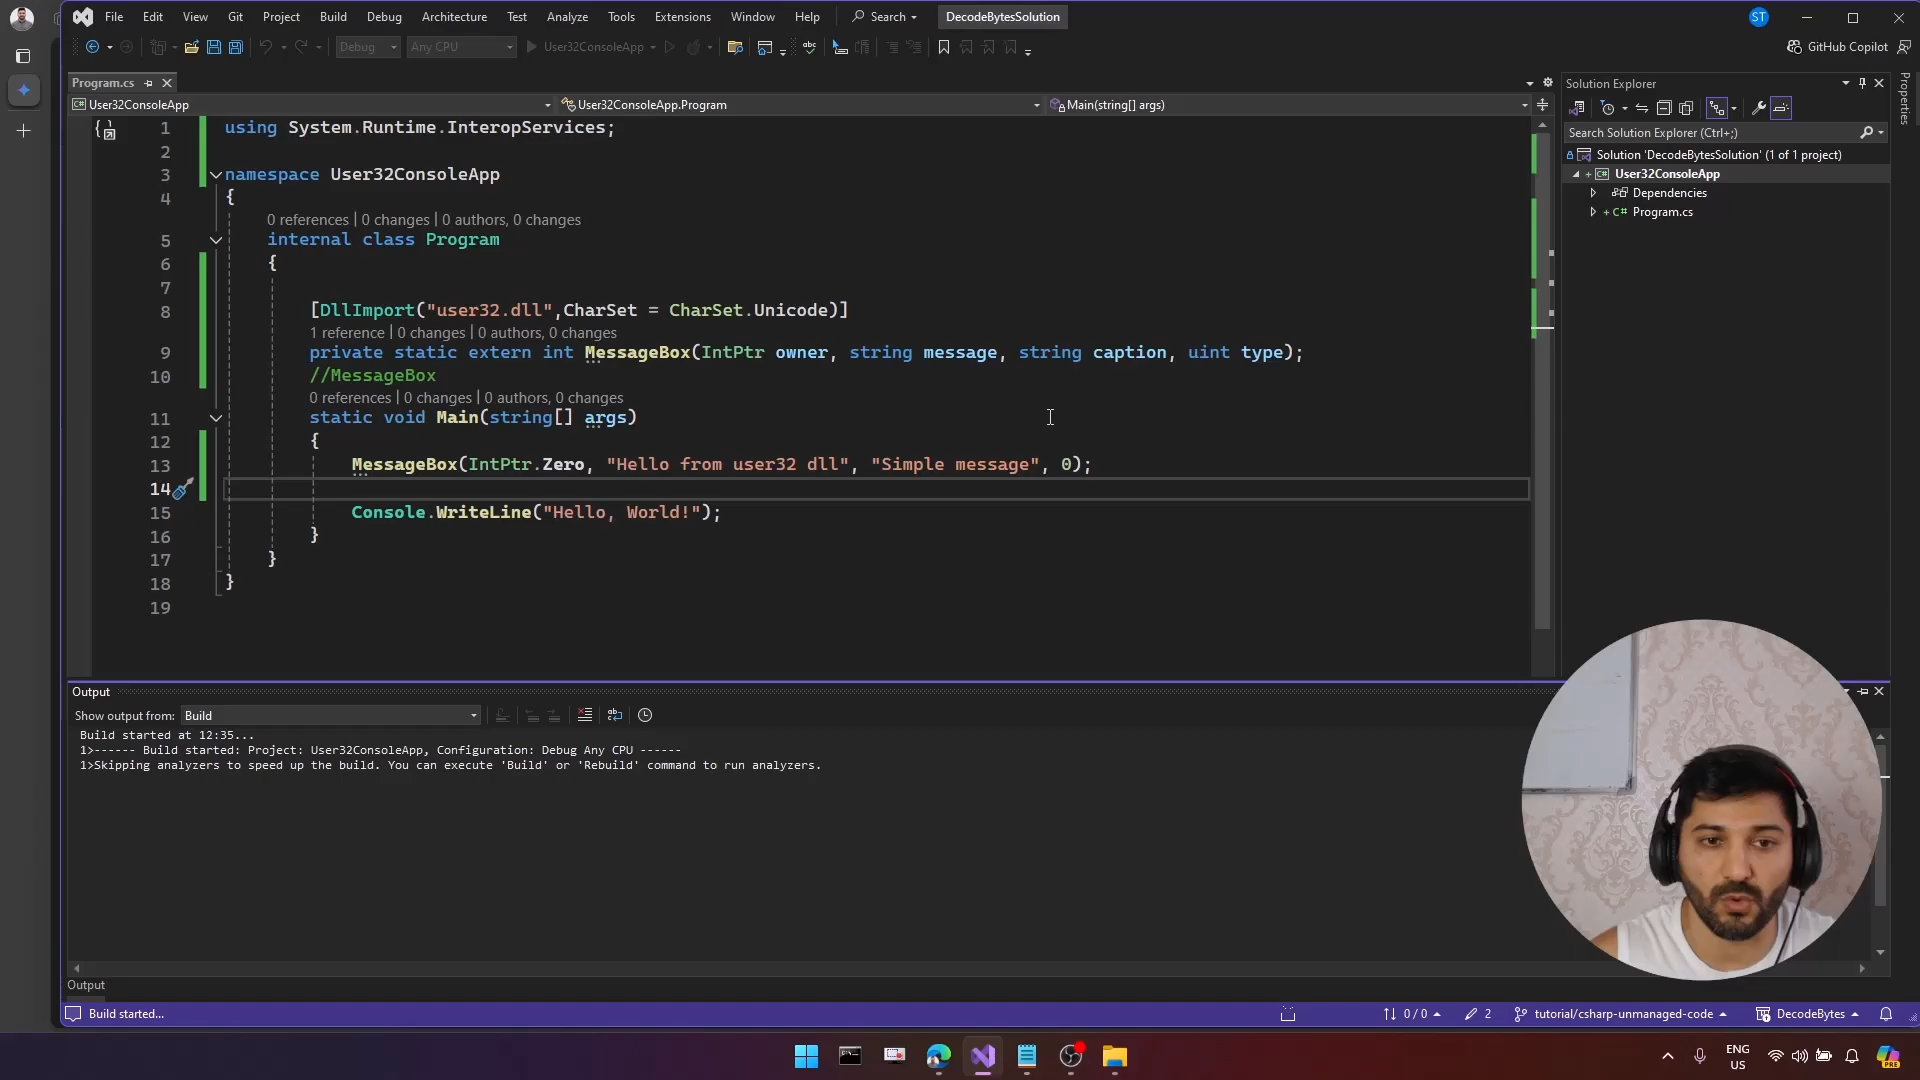 File Edit View Git Project Build Debug Architecture Test Analyze Tools Extensions Window Help Search DecodeBytesSolution ST
Debug Any CPU User32ConsoleApp GitHub Copilot
Program.cs
User32ConsoleApp User32ConsoleApp.Program Main(string[] args)
1 using System.Runtime.InteropServices;
2
3 namespace User32ConsoleApp
4 {
0 references | 0 changes | 0 authors, 0 changes
5 internal class Program
6 {
7
8 [DllImport("user32.dll",CharSet = CharSet.Unicode)]
1 reference | 0 changes | 0 authors, 0 changes
9 private static extern int MessageBox(IntPtr owner, string message, string caption, uint type);
10 //MessageBox
0 references | 0 changes | 0 authors, 0 changes
11 static void Main(string[] args)
12 {
13 MessageBox(IntPtr.Zero, "Hello from user32 dll", "Simple message", 0);
14
15 Console.WriteLine("Hello, World!");
16 }
17 }
18 }
19
Solution Explorer
Search Solution Explorer (Ctrl+;)
Solution 'DecodeBytesSolution' (1 of 1 project)
User32ConsoleApp
Dependencies
C# Program.cs
Properties
Output
Show output from: Build
Build started at 12:35...
1>------ Build started: Project: User32ConsoleApp, Configuration: Debug Any CPU ------
1>Skipping analyzers to speed up the build. You can execute 'Build' or 'Rebuild' command to run analyzers.
Output
Build started... 0 / 0 2 tutorial/csharp-unmanaged-code DecodeBytes
ENG
US
PRE